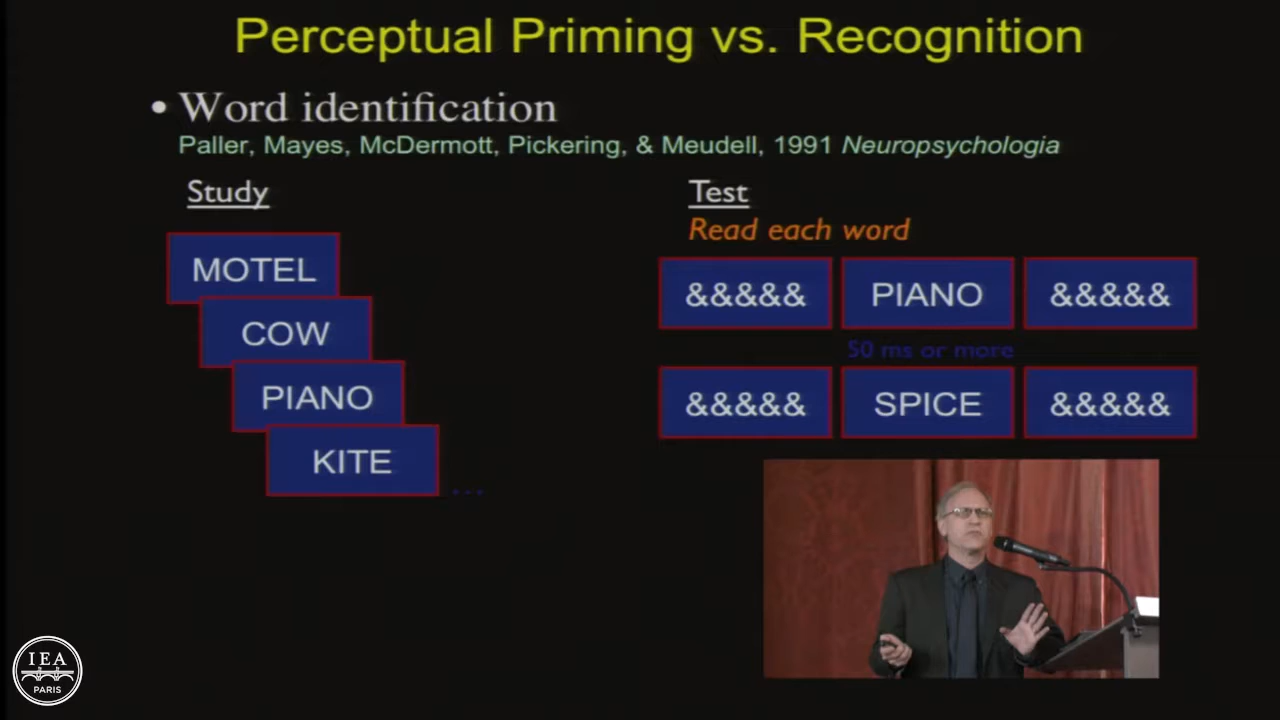 Perceptual Priming vs. Recognition
• Word identification
Paller, Mayes, McDermott, Pickering, & Meudell, 1991 Neuropsychologia
Study
MOTEL
COW
PIANO
KITE
...
Test
Read each word
&&&&& PIANO &&&&&
50 ms or more
&&&&& SPICE &&&&&
IEA
PARIS